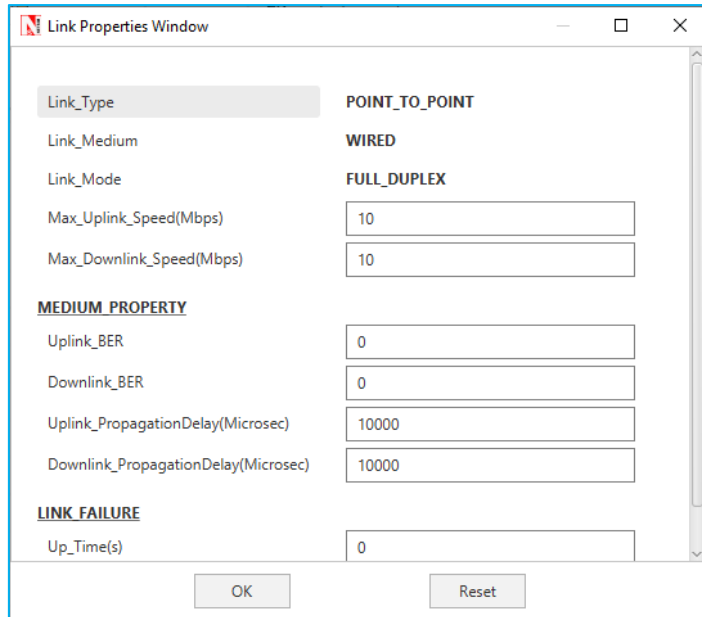 Link Properties Window
Link_Type POINT_TO_POINT
Link_Medium WIRED
Link_Mode FULL_DUPLEX
Max_Uplink_Speed(Mbps) 10
Max_Downlink_Speed(Mbps) 10
MEDIUM_PROPERTY
Uplink_BER 0
Downlink_BER 0
Uplink_PropagationDelay(Microsec) 10000
Downlink_PropagationDelay(Microsec) 10000
LINK_FAILURE
Up_Time(s) 0
OK Reset